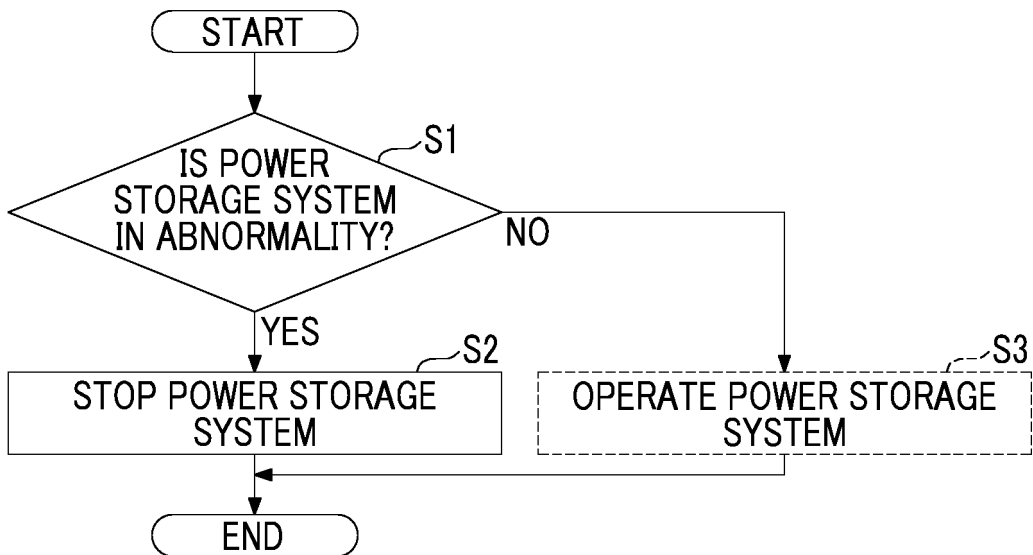 START
S1
IS POWER
STORAGE SYSTEM
IN ABNORMALITY?
NO
YES
S2
STOP POWER STORAGE
SYSTEM
S3
OPERATE POWER STORAGE
SYSTEM
END